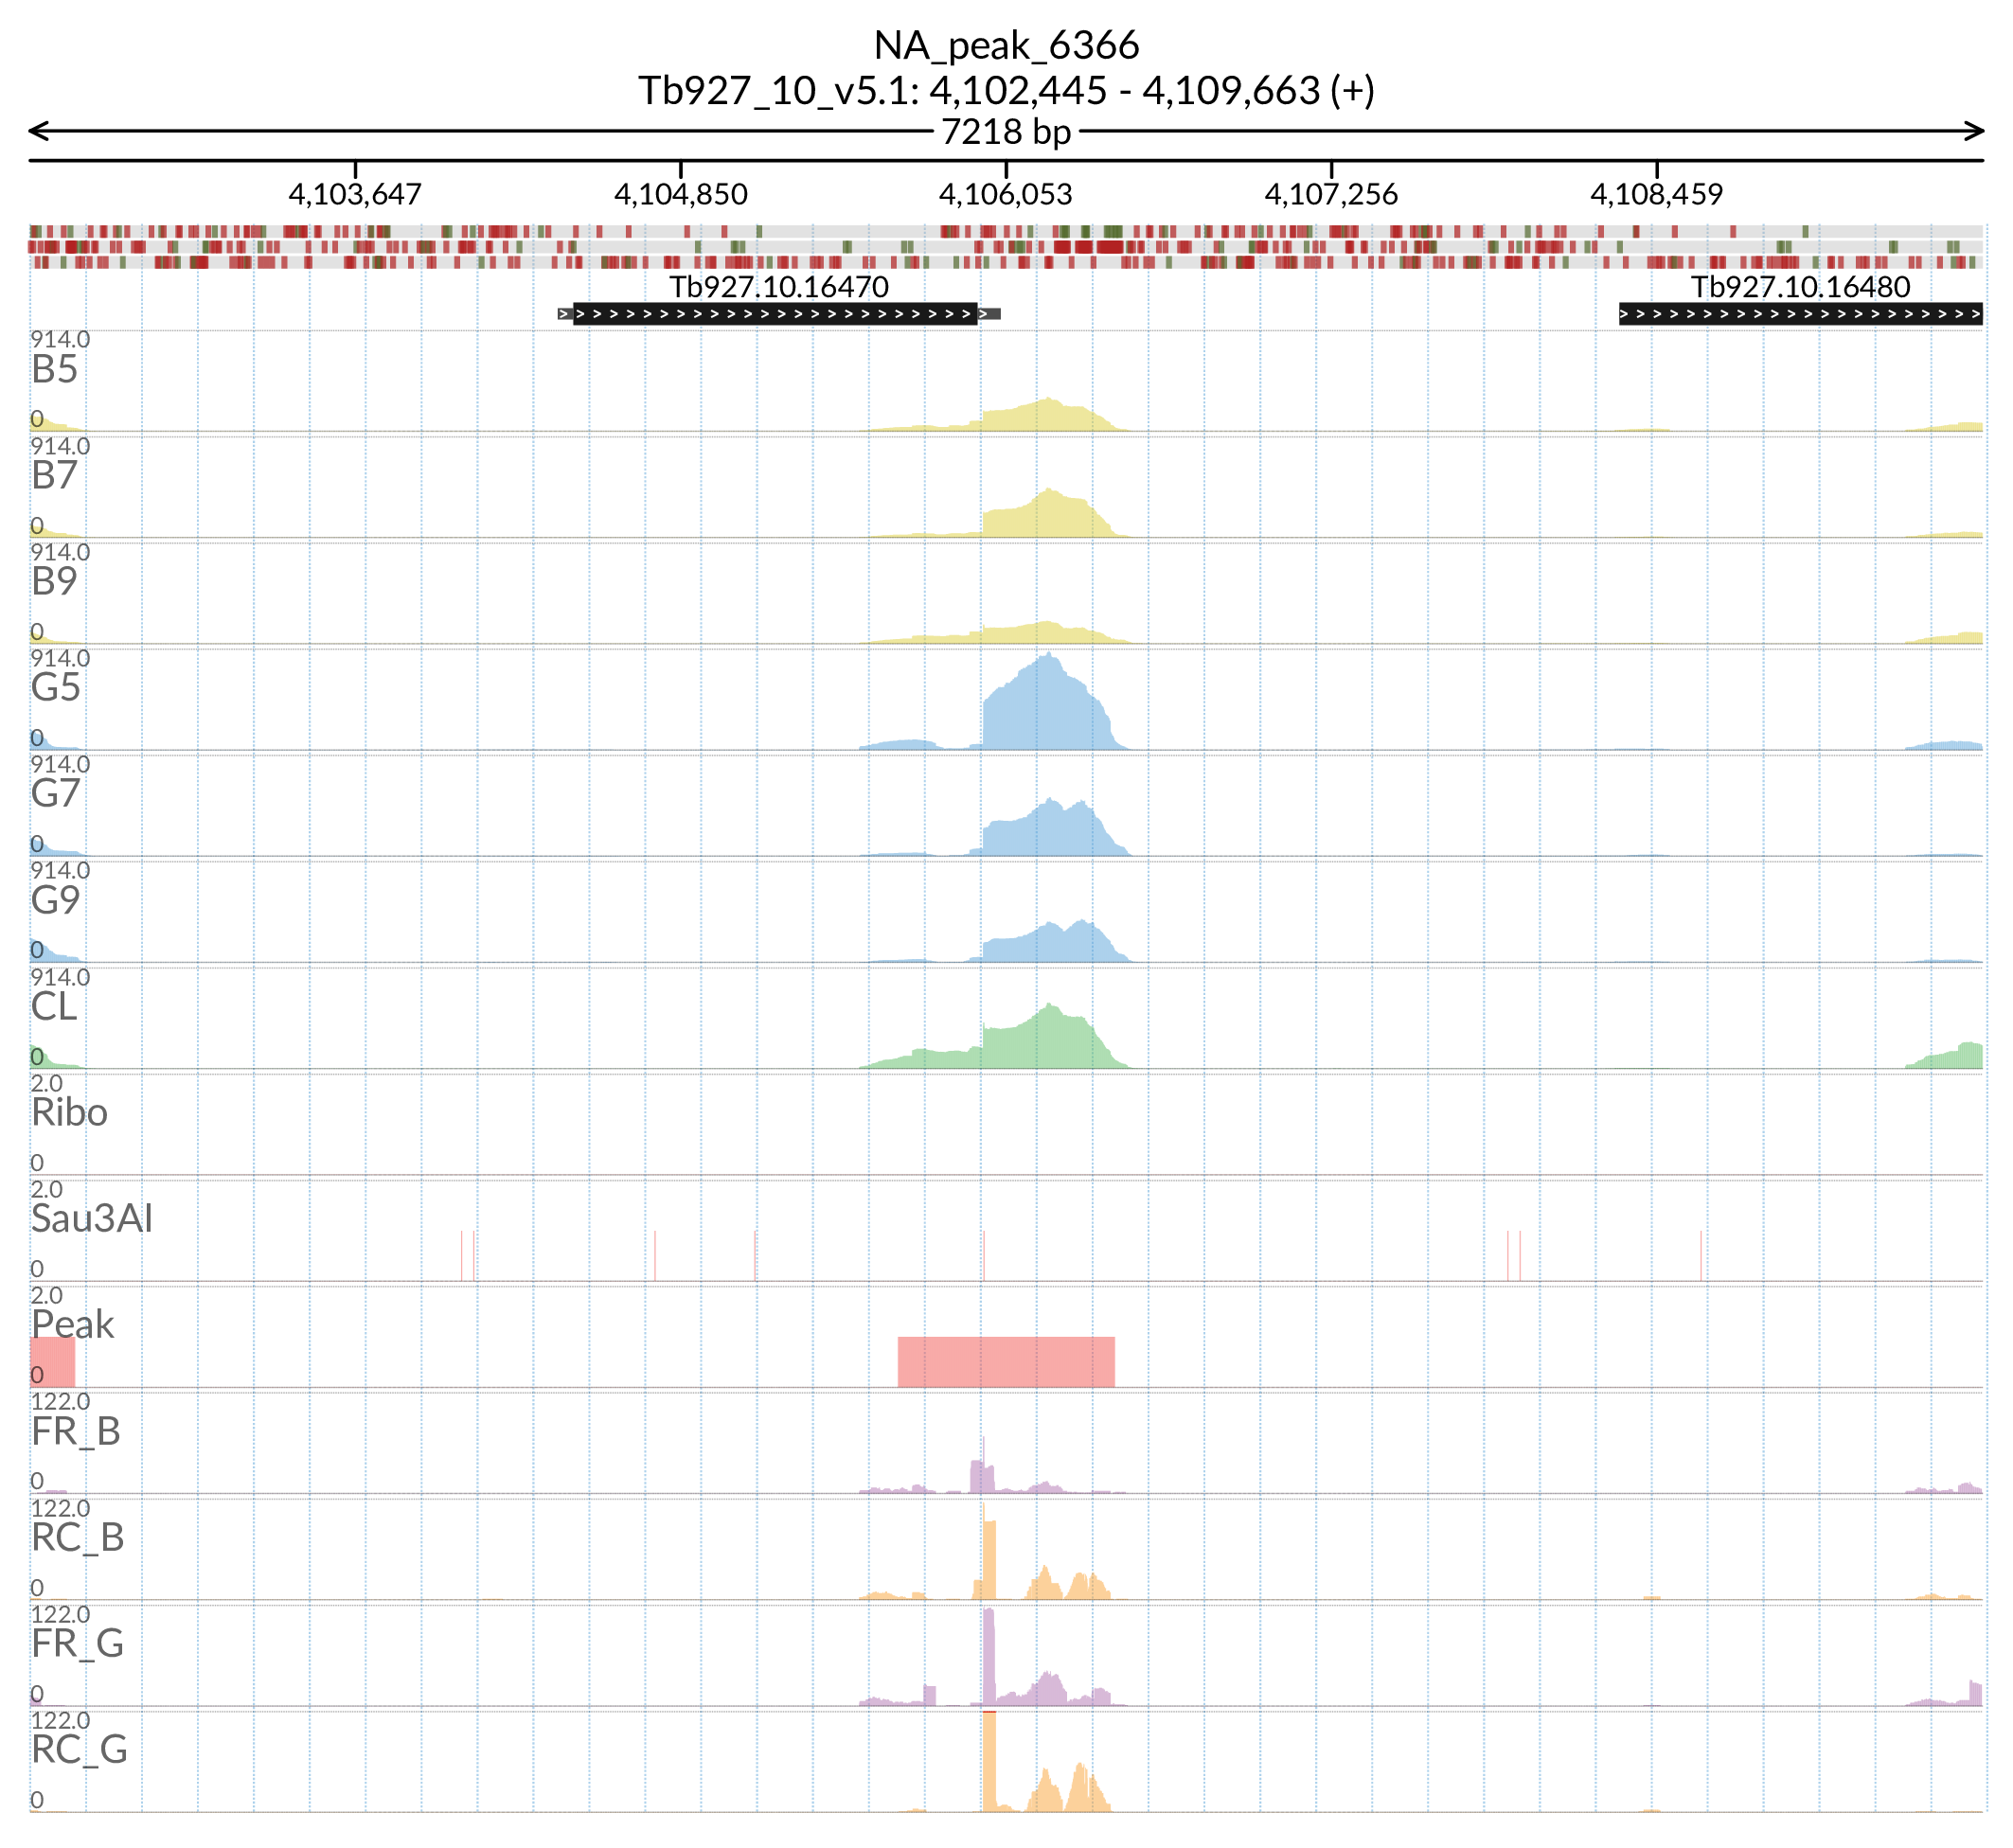 NA_peak_6366
Tb927_10_v5.1: 4,102,445 - 4,109,663 (+)
7218 bp
4,103,647 4,104,850 4,106,053 4,107,256 4,108,459
Tb927.10.16470 Tb927.10.16480
914.0
B5
0
914.0
B7
0
914.0
B9
0
914.0
G5
0
914.0
G7
0
914.0
G9
0
914.0
CL
0
2.0
Ribo
0
2.0
Sau3AI
0
2.0
Peak
0
122.0
FR_B
0
122.0
RC_B
0
122.0
FR_G
0
122.0
RC_G
0